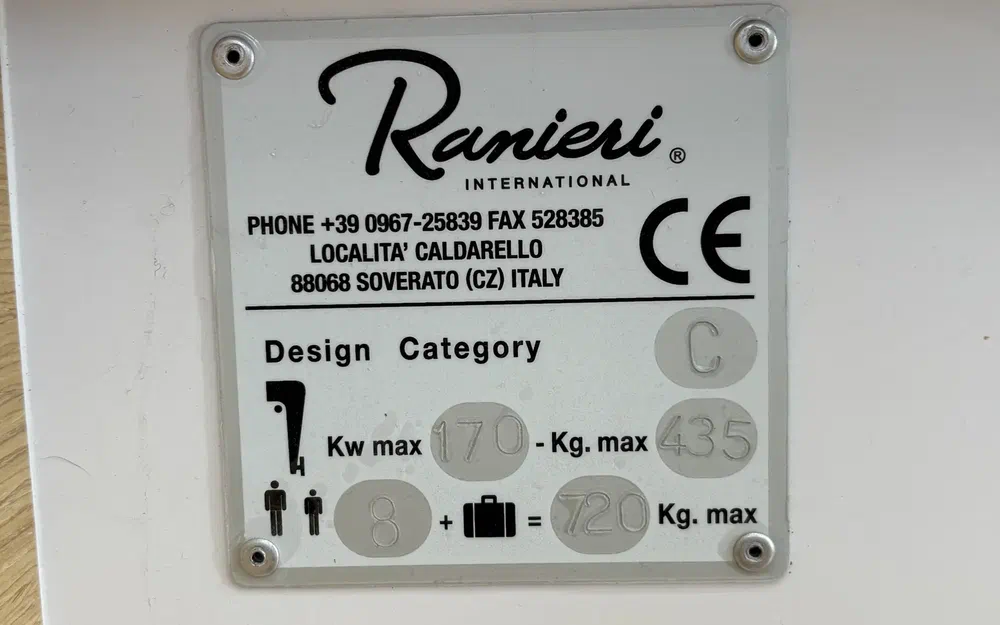 Ranieri ®
INTERNATIONAL
PHONE +39 0967-25839 FAX 528385
LOCALITA' CALDARELLO
88068 SOVERATO (CZ) ITALY
CE
Design Category C
Kw max 170 - Kg. max 435
8 + = 720 Kg. max